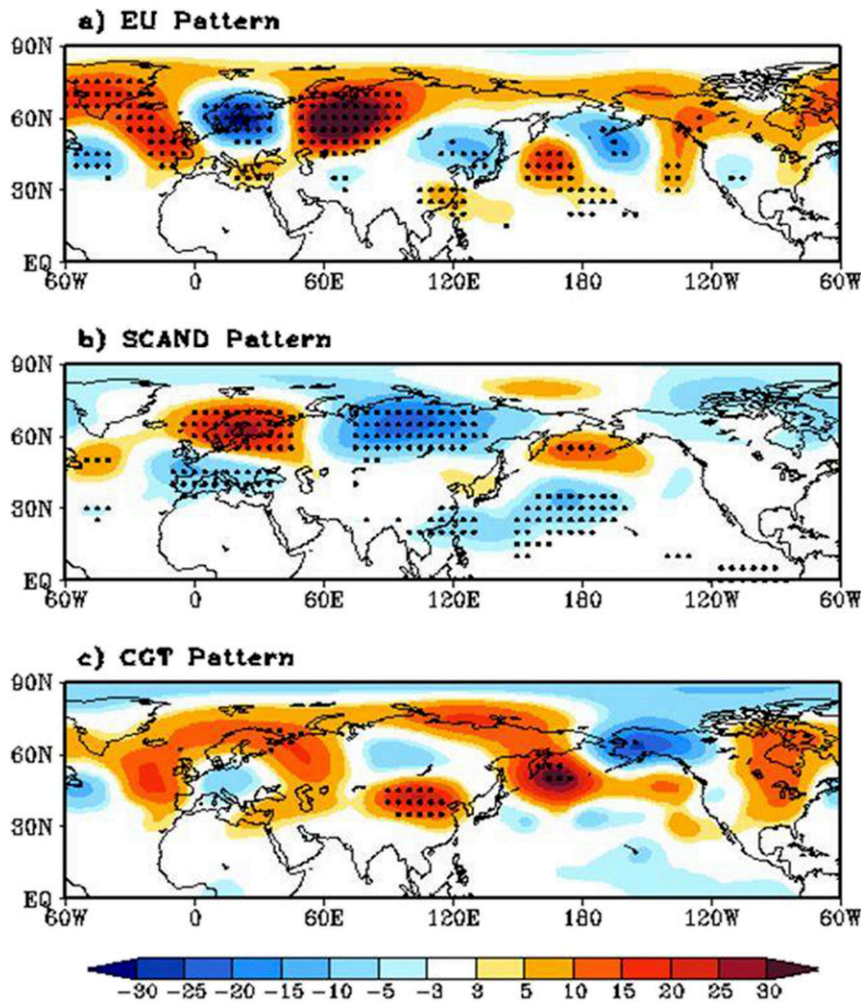 a) EU Pattern
90N
60N
30N
EQ
60W 0 60E 120E 180 120W 60W
b) SCAND Pattern
90N
60N
30N
EQ
60W 0 60E 120E 180 120W 60W
c) CGT Pattern
90N
60N
30N
EQ
60W 0 60E 120E 180 120W 60W
-30 -25 -20 -15 -10 -5 -3 3 5 10 15 20 25 30